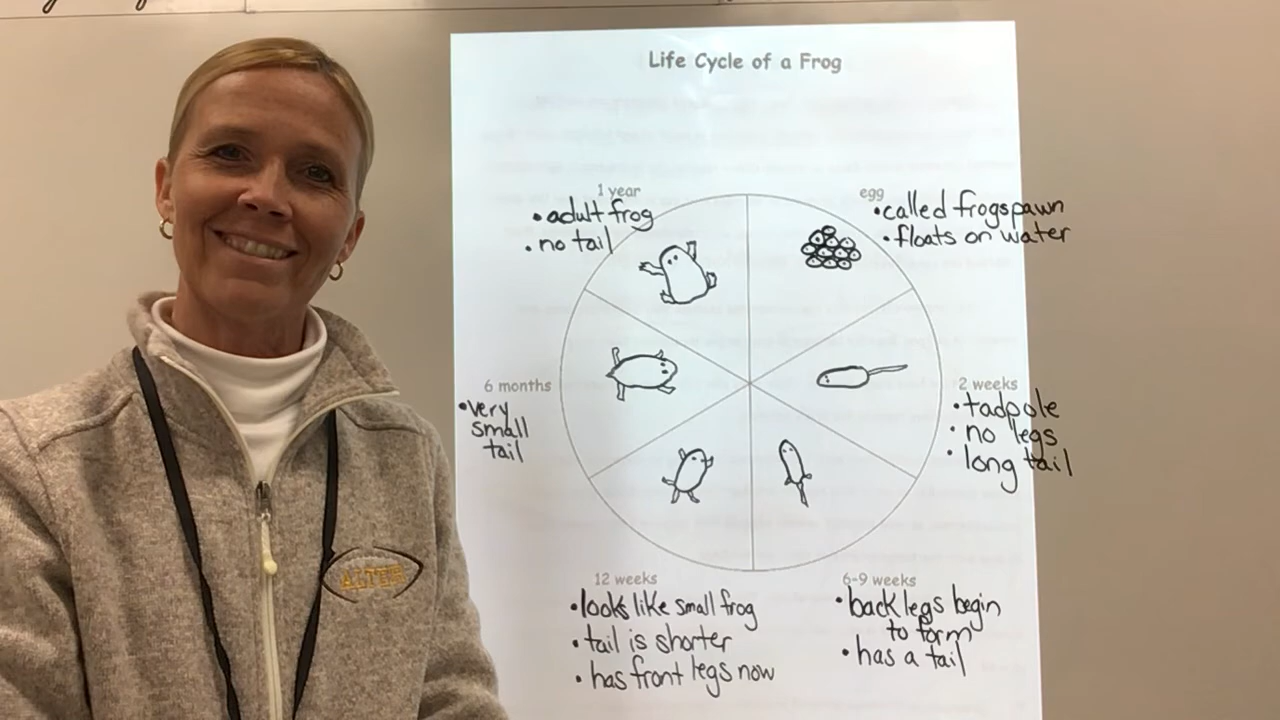 Life Cycle of a Frog
egg
• called frogspawn
• floats on water
2 weeks
• tadpole
• no legs
• long tail
6-9 weeks
• back legs begin
to form
• has a tail
12 weeks
• looks like small frog
• tail is shorter
• has front legs now
6 months
• very
small
tail
1 year
• adult frog
• no tail
ALTER